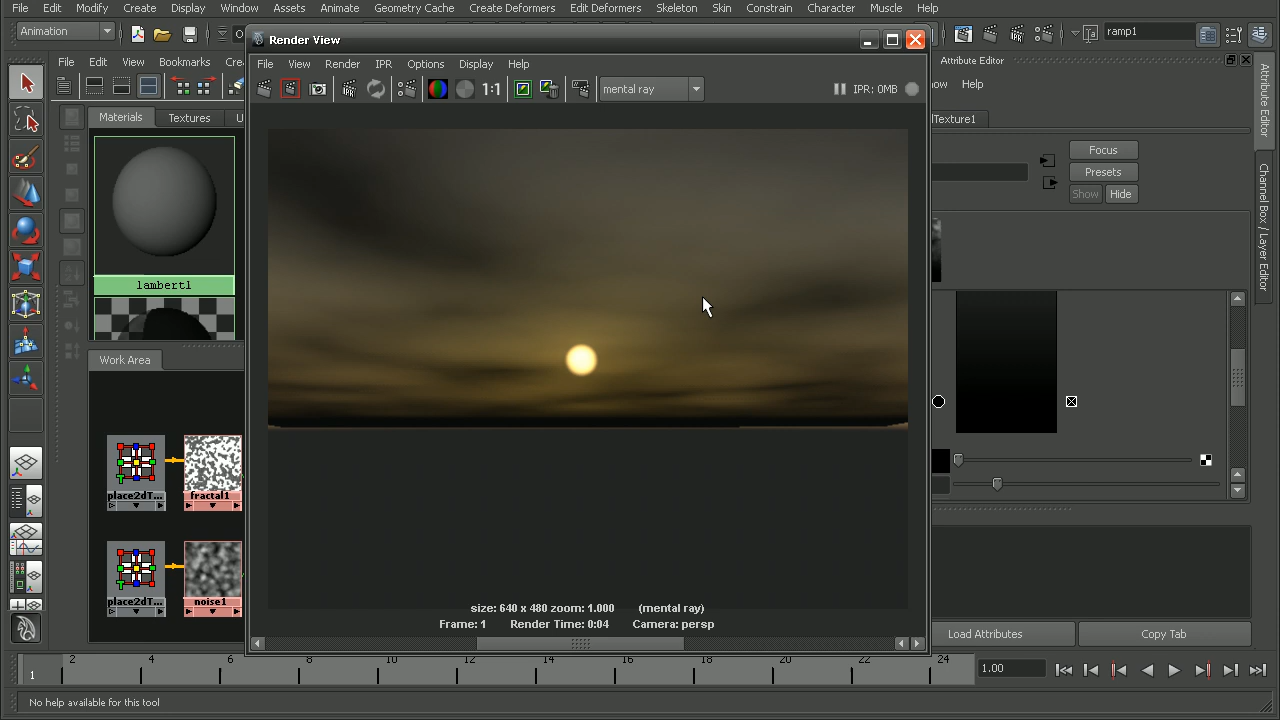 File Edit Modify Create Display Window Assets Animate Geometry Cache Create Deformers Edit Deformers Skeleton Skin Constrain Character Muscle Help
Animation
ramp1
Render View
File View Render IPR Options Display Help
1:1
mental ray
IPR: 0MB
File Edit View Bookmarks
Materials Textures
lambert1
Work Area
place2dT... fractal1
place2dT... noise1
Attribute Editor
Help
Texture1
Focus
Presets
Show Hide
Attribute Editor
Channel Box / Layer Editor
size: 640 x 480 zoom: 1.000 (mental ray)
Frame: 1 Render Time: 0:04 Camera: persp
Load Attributes Copy Tab
1 2 4 6 8 10 12 14 16 18 20 22 24
1.00
No help available for this tool